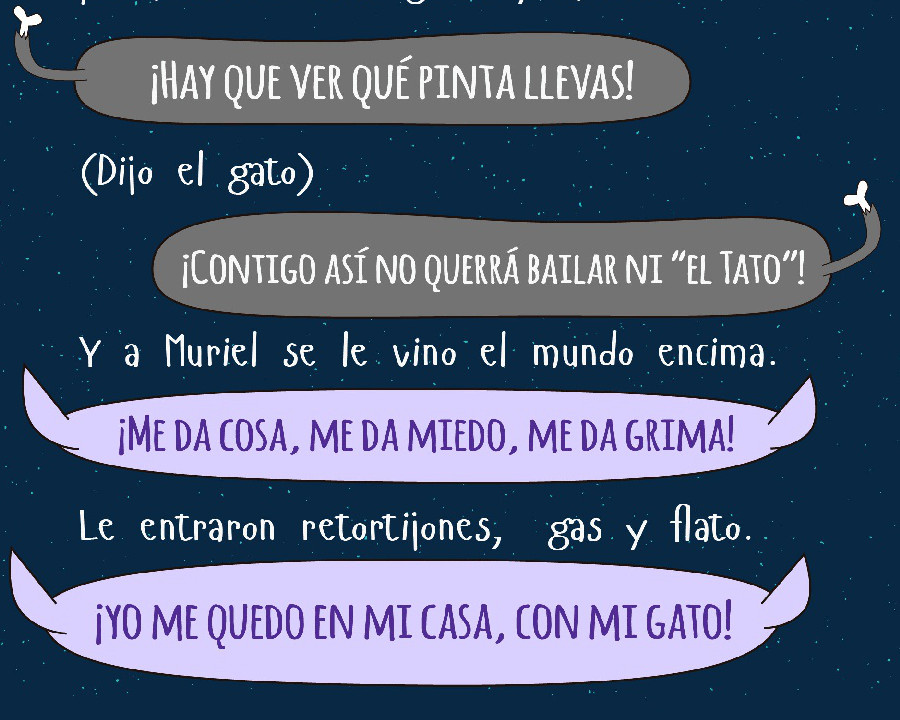 ¡HAY QUE VER QUÉ PINTA LLEVAS!
(Dijo el gato)
¡CONTIGO ASÍ NO QUERRÁ BAILAR NI “EL TATO”!
Y a Muriel se le vino el mundo encima.
¡ME DA COSA, ME DA MIEDO, ME DA GRIMA!
Le entraron retortijones, gas y flato.
¡YO ME QUEDO EN MI CASA, CON MI GATO!